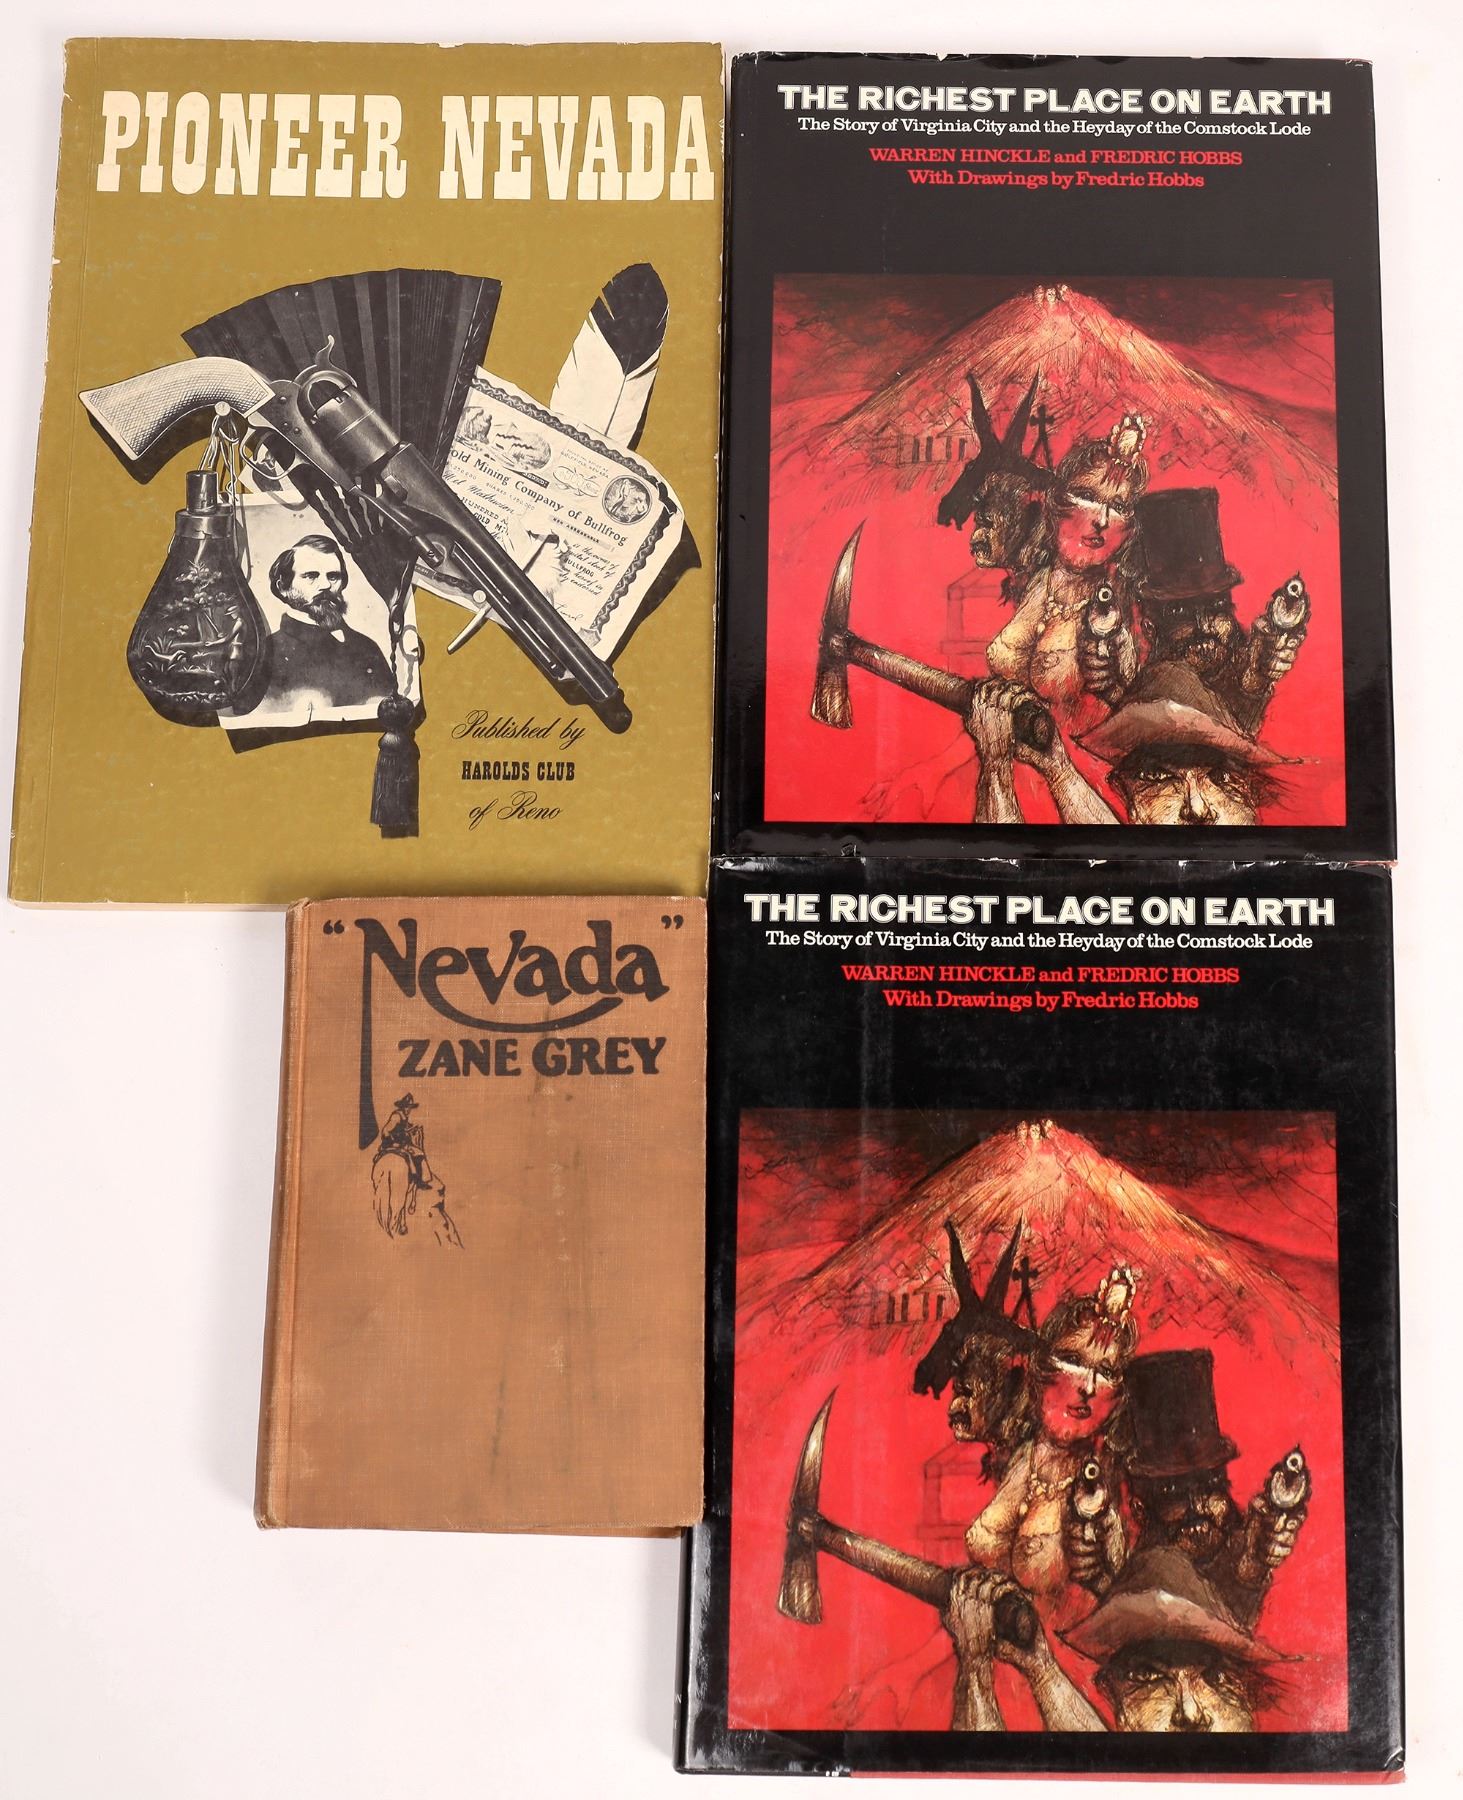 PIONEER NEVADA
Gold Mining Company of Bullfrog
BULLFROG
Published by
HAROLDS CLUB
of Reno
THE RICHEST PLACE ON EARTH
The Story of Virginia City and the Heyday of the Comstock Lode
WARREN HINCKLE and FREDRIC HOBBS
With Drawings by Fredric Hobbs
"Nevada"
ZANE GREY
THE RICHEST PLACE ON EARTH
The Story of Virginia City and the Heyday of the Comstock Lode
WARREN HINCKLE and FREDRIC HOBBS
With Drawings by Fredric Hobbs